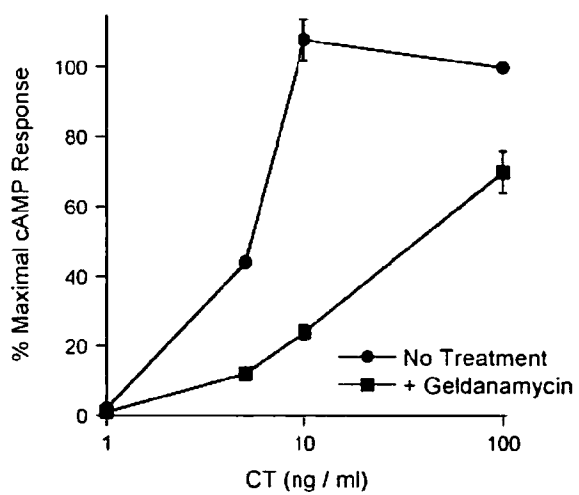 % Maximal cAMP Response
100
80
60
40
20
0
No Treatment
+ Geldanamycin
1
10
100
CT (ng / ml)